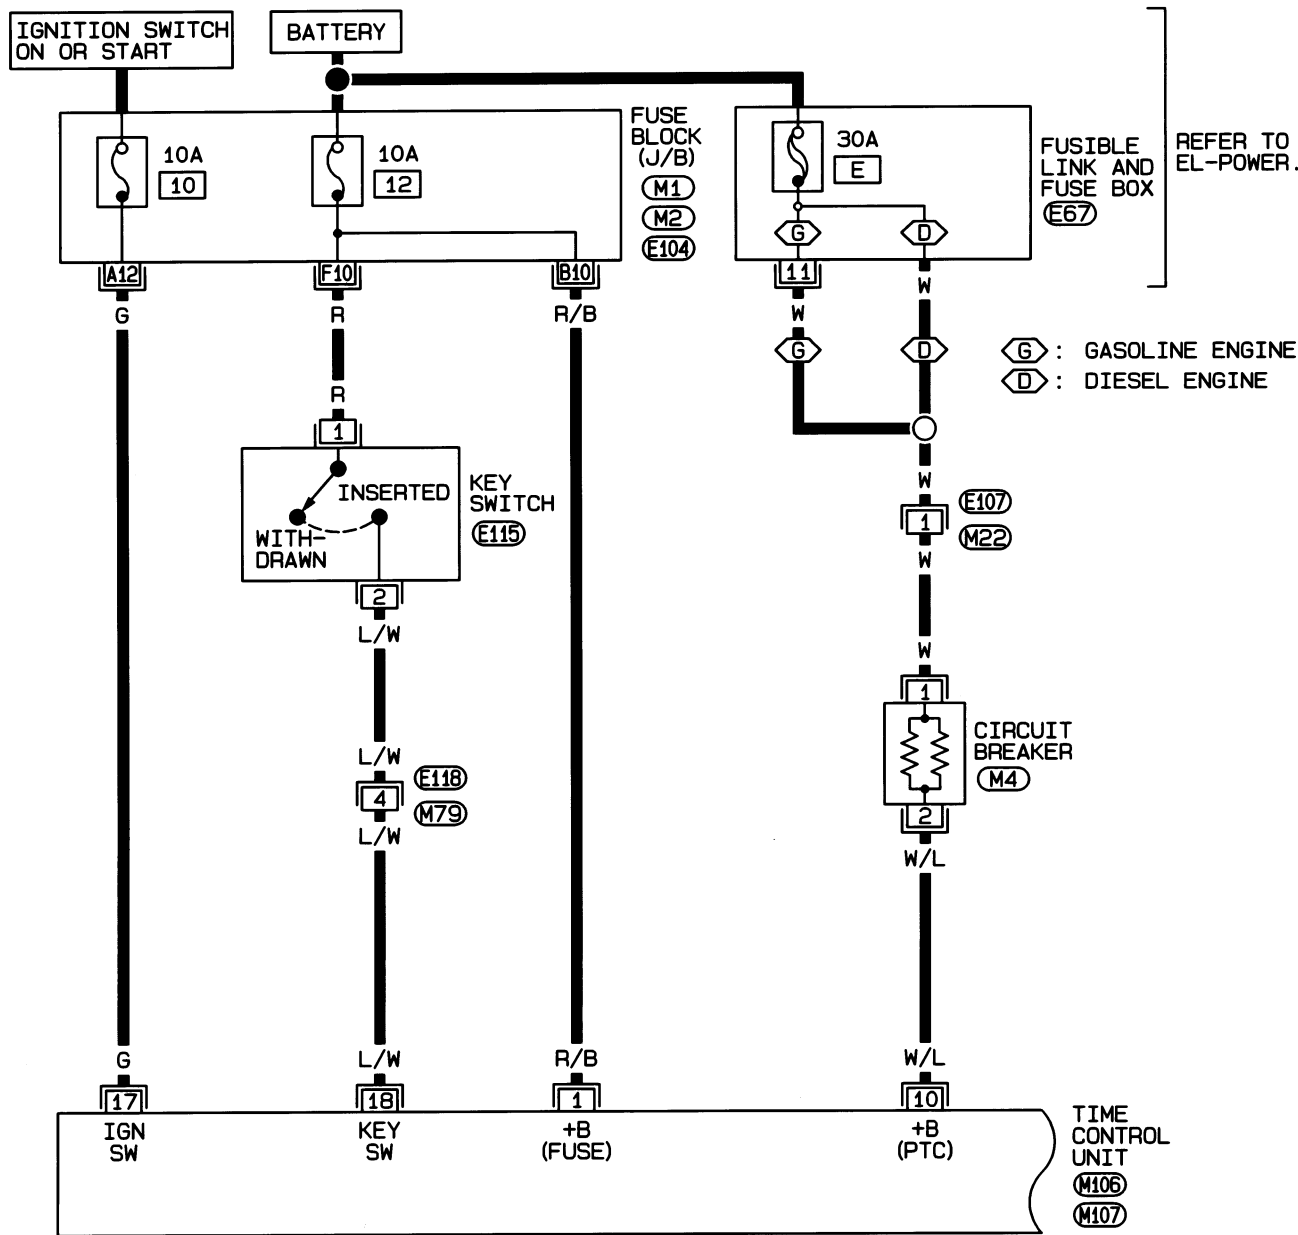 IGNITION SWITCH
ON OR START
BATTERY
FUSE
BLOCK
(J/B)
M1
M2
E104
10A
10
10A
12
30A
E
FUSIBLE
LINK AND
FUSE BOX
E67
REFER TO
EL-POWER.
G
D
A12
F10
B10
11
G
R
R/B
W
W
G
D
G : GASOLINE ENGINE
D : DIESEL ENGINE
R
1
INSERTED
WITH-
DRAWN
KEY
SWITCH
E115
2
L/W
W
1
E107
M22
W
W
1
CIRCUIT
BREAKER
M4
2
W/L
L/W
4
E118
M79
L/W
G
L/W
R/B
W/L
17
18
1
10
IGN
SW
KEY
SW
+B
(FUSE)
+B
(PTC)
TIME
CONTROL
UNIT
M106
M107